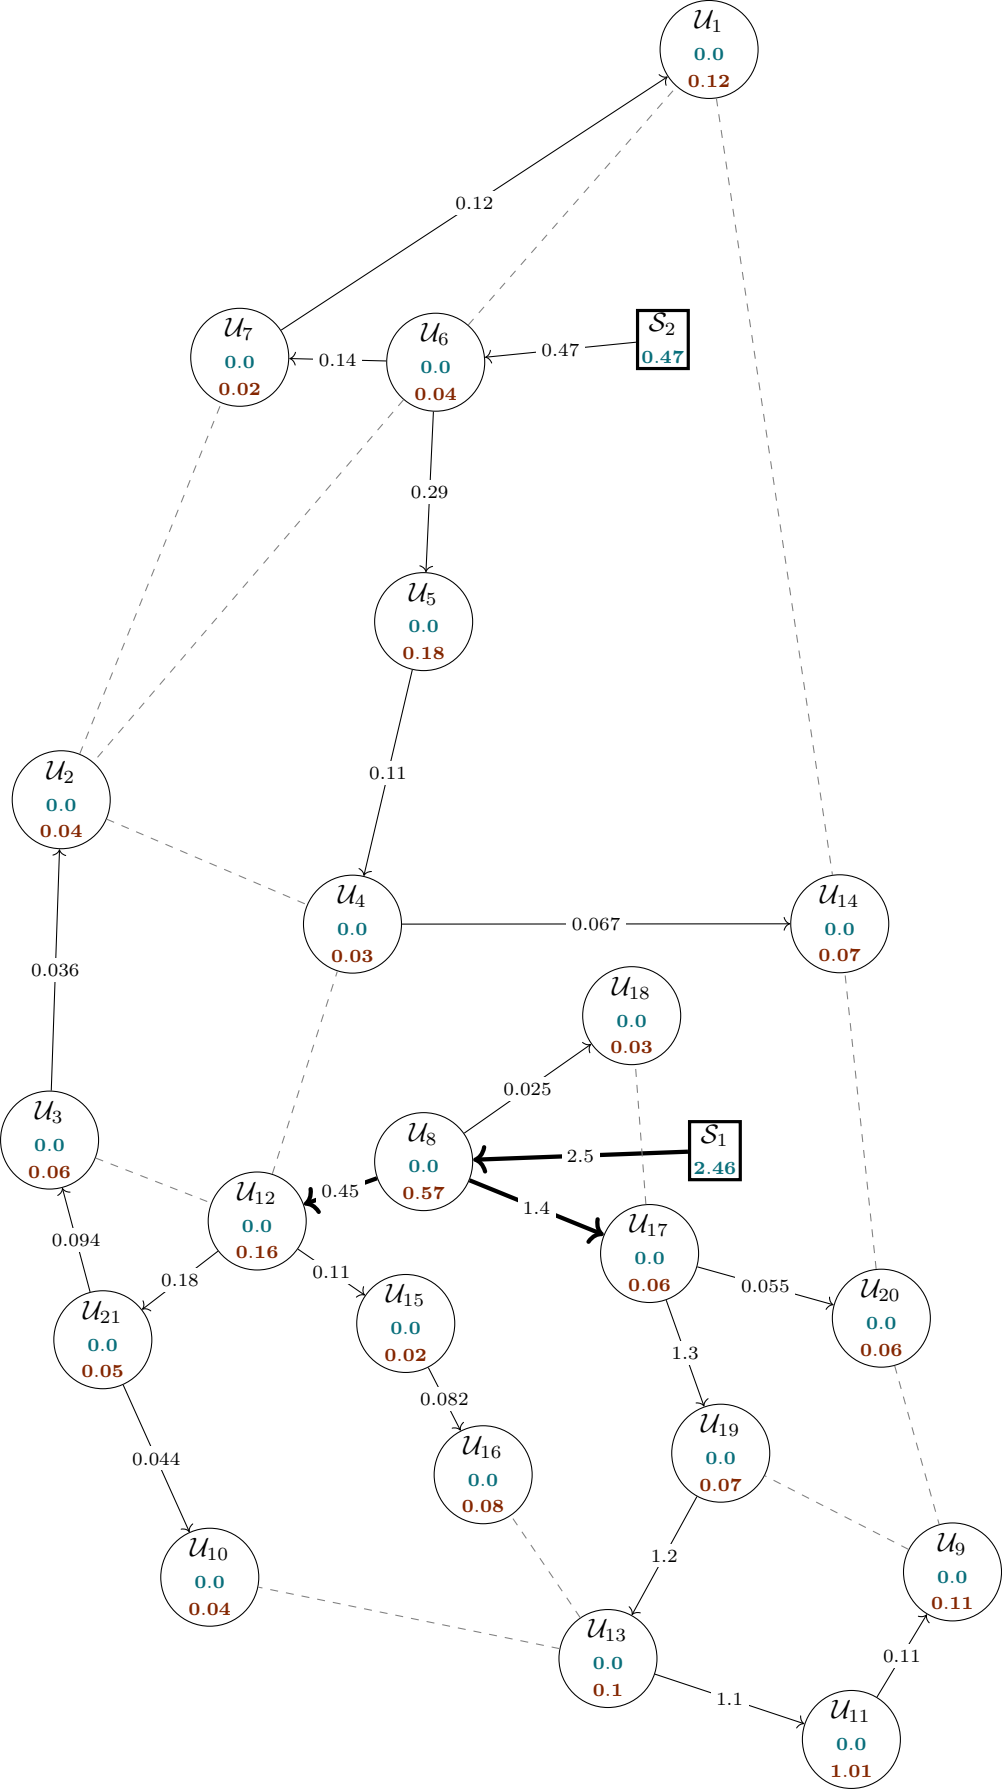 𝒰₁
0.0
0.12
0.12
𝒰₇
0.0
0.02
0.14
𝒰₆
0.0
0.04
0.47
𝒮₂
0.47
0.29
𝒰₅
0.0
0.18
0.11
𝒰₂
0.0
0.04
𝒰₄
0.0
0.03
0.067
𝒰₁₄
0.0
0.07
0.036
𝒰₁₈
0.0
0.03
0.025
𝒰₃
0.0
0.06
𝒰₈
0.0
0.57
2.5
𝒮₁
2.46
0.45
1.4
𝒰₁₂
0.0
0.16
𝒰₁₇
0.0
0.06
0.094
0.18
0.11
0.055
𝒰₂₁
0.0
0.05
𝒰₁₅
0.0
0.02
𝒰₂₀
0.0
0.06
1.3
0.082
0.044
𝒰₁₆
0.0
0.08
𝒰₁₉
0.0
0.07
1.2
𝒰₁₀
0.0
0.04
𝒰₉
0.0
0.11
𝒰₁₃
0.0
0.1
0.11
1.1
𝒰₁₁
0.0
1.01